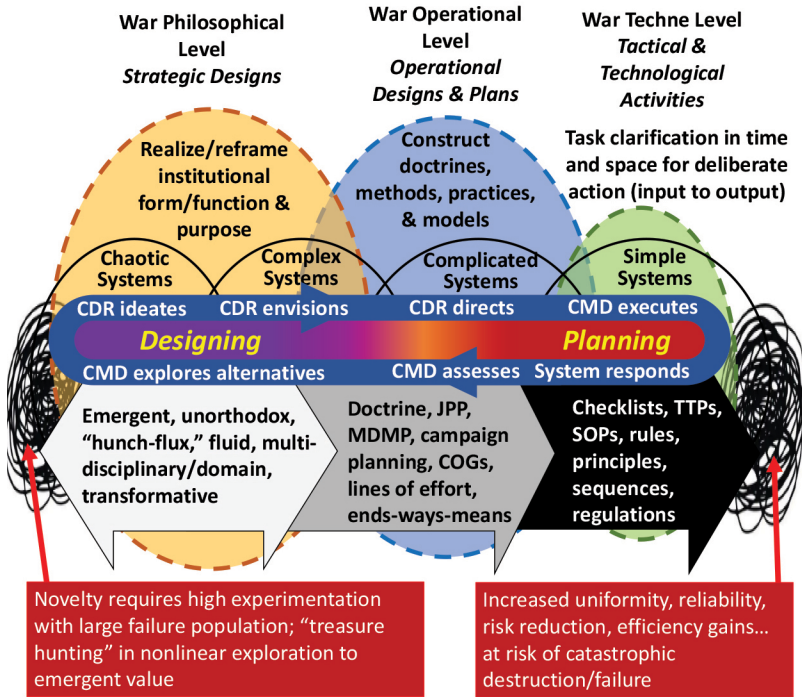 War Philosophical
Level
Strategic Designs
War Operational
Level
Operational
Designs & Plans
War Techne Level
Tactical &
Technological
Activities
Realize/reframe
institutional
form/function &
purpose
Construct
doctrines,
methods, practices,
& models
Task clarification in time
and space for deliberate
action (input to output)
Chaotic
Systems
Complex
Systems
Complicated
Systems
Simple
Systems
CDR ideates
CDR envisions
CDR directs
CMD executes
Designing
Planning
CMD explores alternatives
CMD assesses
System responds
Emergent, unorthodox,
“hunch-flux,” fluid, multi-
disciplinary/domain,
transformative
Doctrine, JPP,
MDMP, campaign
planning, COGs,
lines of effort,
ends-ways-means
Checklists, TTPs,
SOPs, rules,
principles,
sequences,
regulations
Novelty requires high experimentation
with large failure population; “treasure
hunting” in nonlinear exploration to
emergent value
Increased uniformity, reliability,
risk reduction, efficiency gains…
at risk of catastrophic
destruction/failure